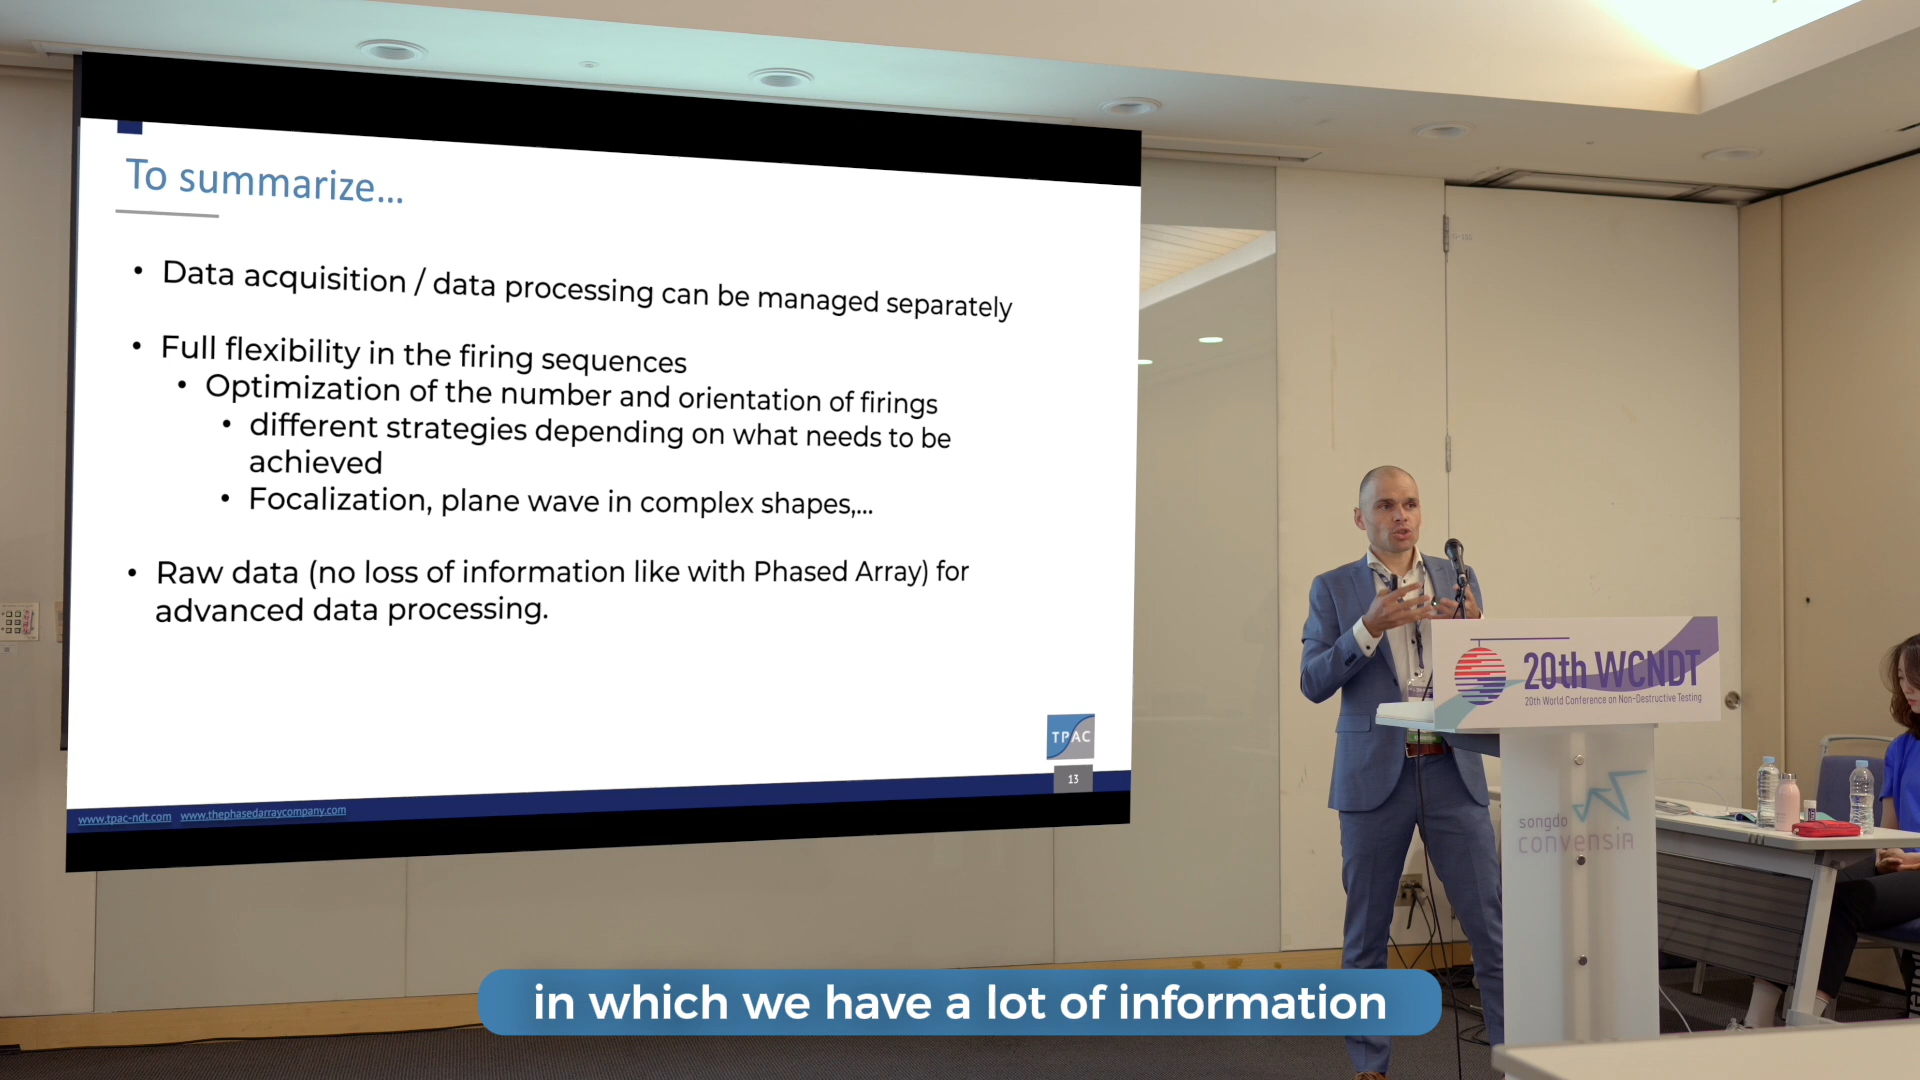 To summarize...
• Data acquisition / data processing can be managed separately
• Full flexibility in the firing sequences
• Optimization of the number and orientation of firings
• different strategies depending on what needs to be
achieved
• Focalization, plane wave in complex shapes,...
• Raw data (no loss of information like with Phased Array) for
advanced data processing.
TPAC
13
www.tpac-ndt.com www.thephasedarraycompany.com
20th WCNDT
20th World Conference on Non-Destructive Testing
songdo
convensia
in which we have a lot of information